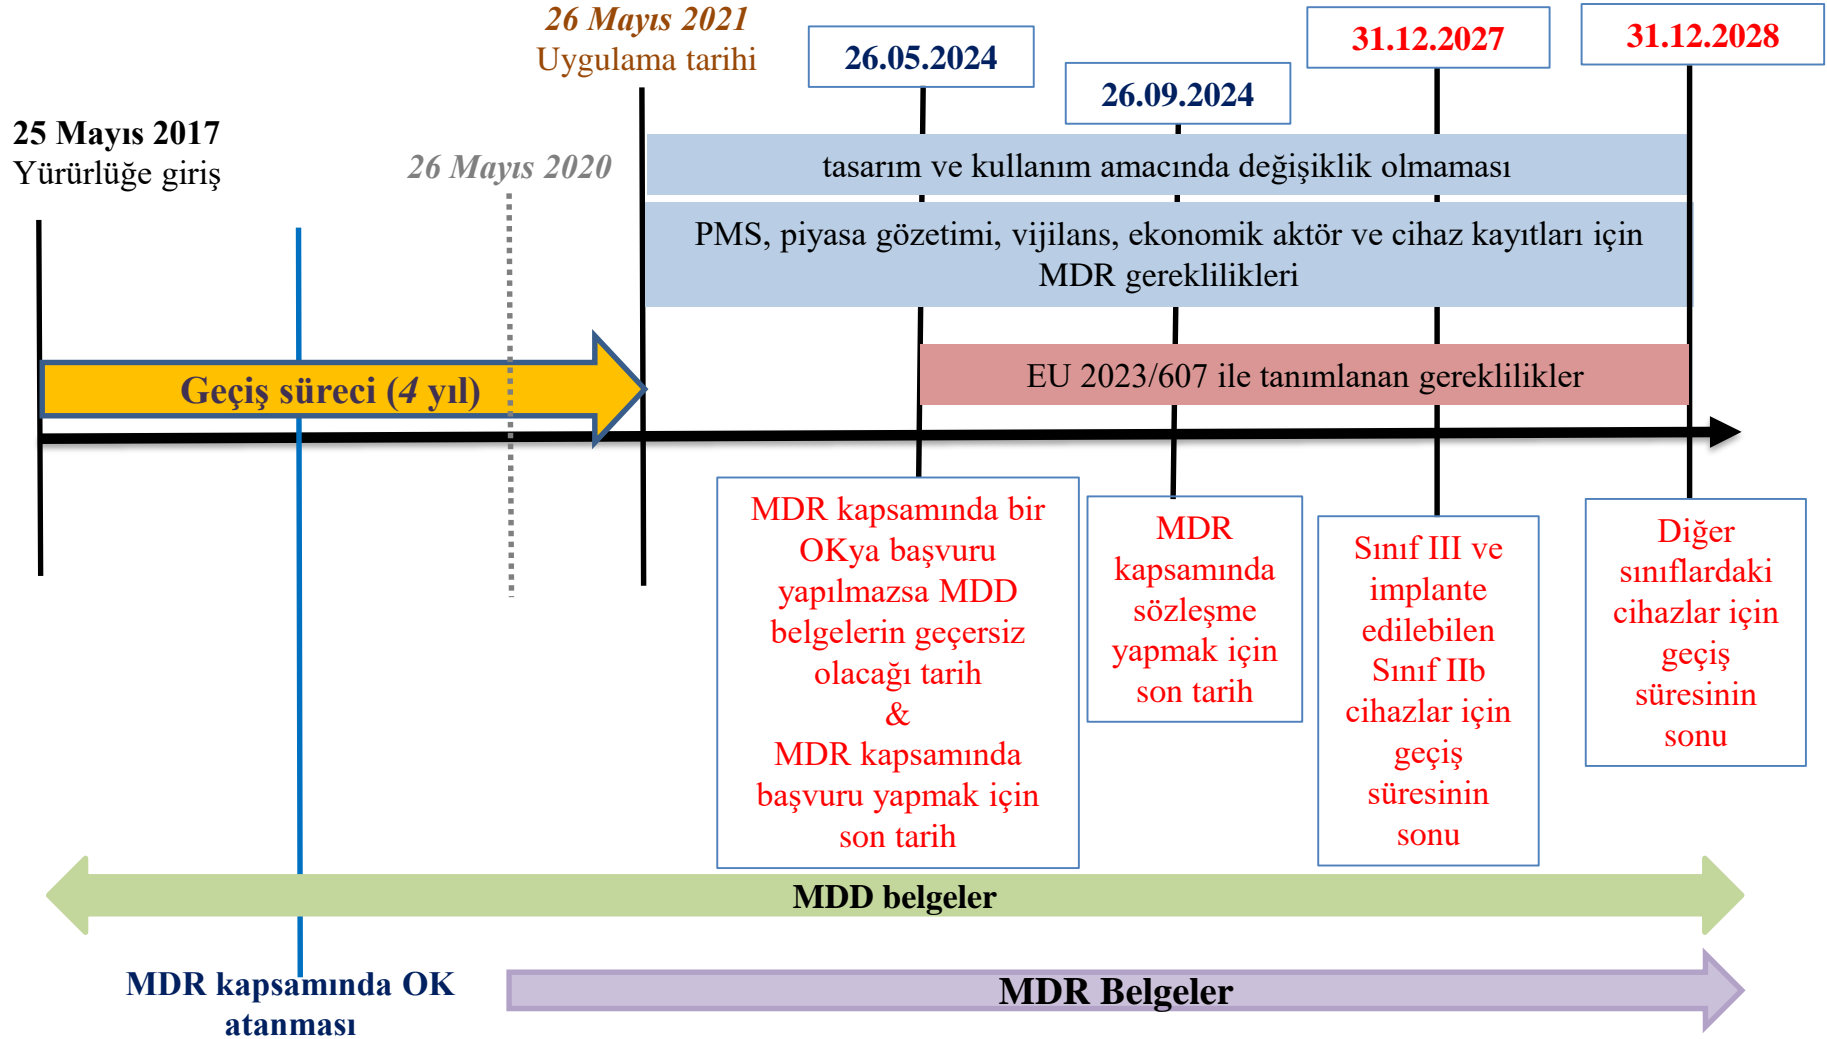 26 Mayıs 2021
Uygulama tarihi
26.05.2024
26.09.2024
31.12.2027
31.12.2028
25 Mayıs 2017
Yürürlüğe giriş
26 Mayıs 2020
tasarım ve kullanım amacında değişiklik olmaması
PMS, piyasa gözetimi, vijilans, ekonomik aktör ve cihaz kayıtları için
MDR gereklilikleri
Geçiş süreci (4 yıl)
EU 2023/607 ile tanımlanan gereklilikler
MDR kapsamında bir
OKya başvuru
yapılmazsa MDD
belgelerin geçersiz
olacağı tarih
&
MDR kapsamında
başvuru yapmak için
son tarih
MDR
kapsamında
sözleşme
yapmak için
son tarih
Sınıf III ve
implante
edilebilen
Sınıf IIb
cihazlar için
geçiş
süresinin
sonu
Diğer
sınıflardaki
cihazlar için
geçiş
süresinin
sonu
MDD belgeler
MDR kapsamında OK
atanması
MDR Belgeler